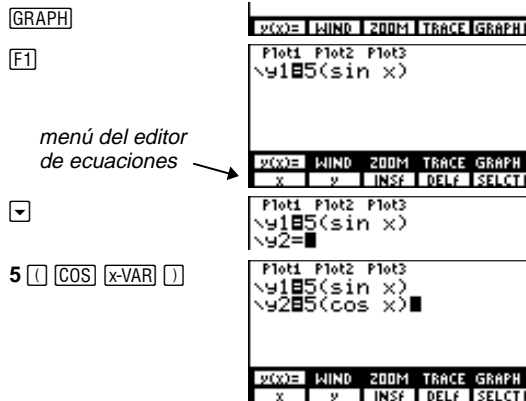 GRAPH
y(x)= WIND ZOOM TRACE GRAPH
F1
Plot1 Plot2 Plot3
\y1=5(sin x)
menú del editor
de ecuaciones
y(x)= WIND ZOOM TRACE GRAPH
x y INSf DELf SELCT
Plot1 Plot2 Plot3
\y1=5(sin x)
\y2=
5 ( COS x-VAR )
Plot1 Plot2 Plot3
\y1=5(sin x)
\y2=5(cos x)
y(x)= WIND ZOOM TRACE GRAPH
x y INSf DELf SELCT